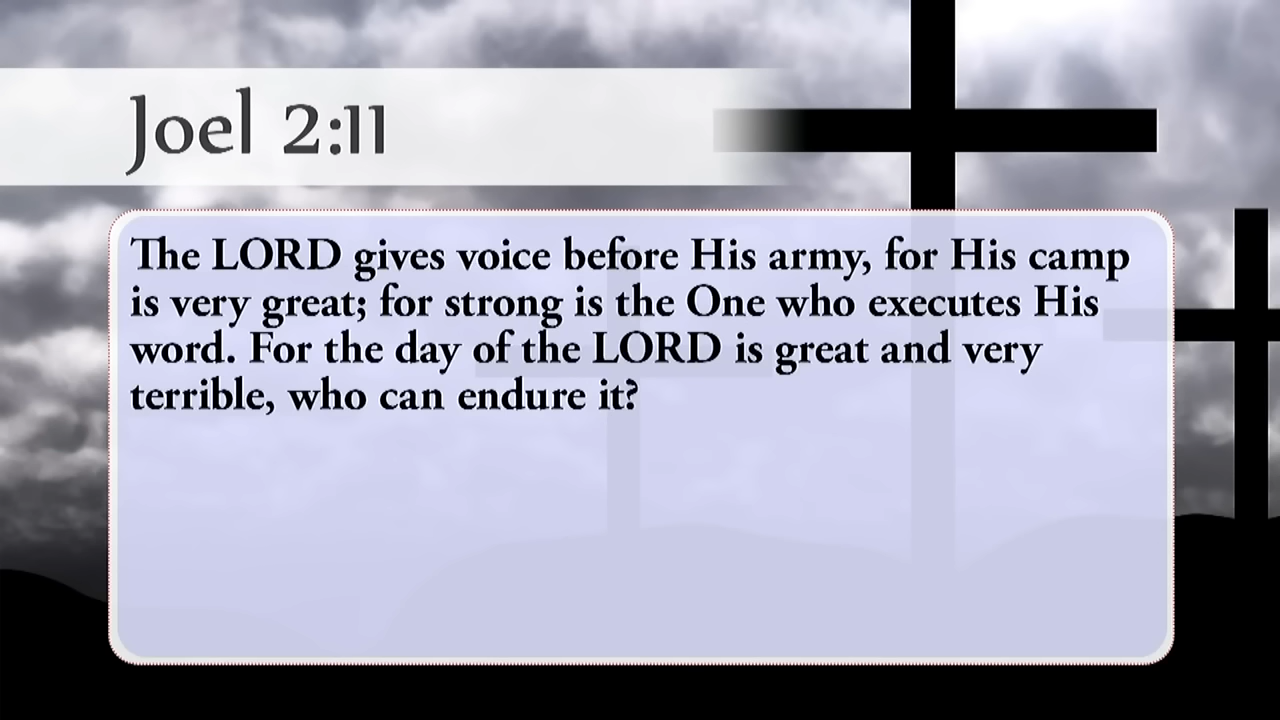 Joel 2:11
The LORD gives voice before His army, for His camp
is very great; for strong is the One who executes His
word. For the day of the LORD is great and very
terrible, who can endure it?